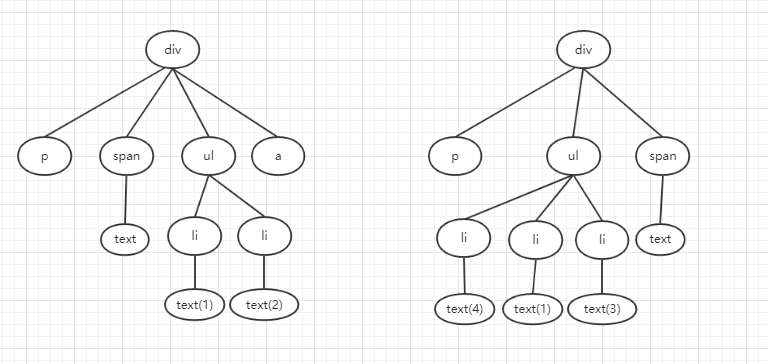 div
div
p
span
ul
a
p
ul
span
text
li
li
li
li
li
text
text(1)
text(2)
text(4)
text(1)
text(3)